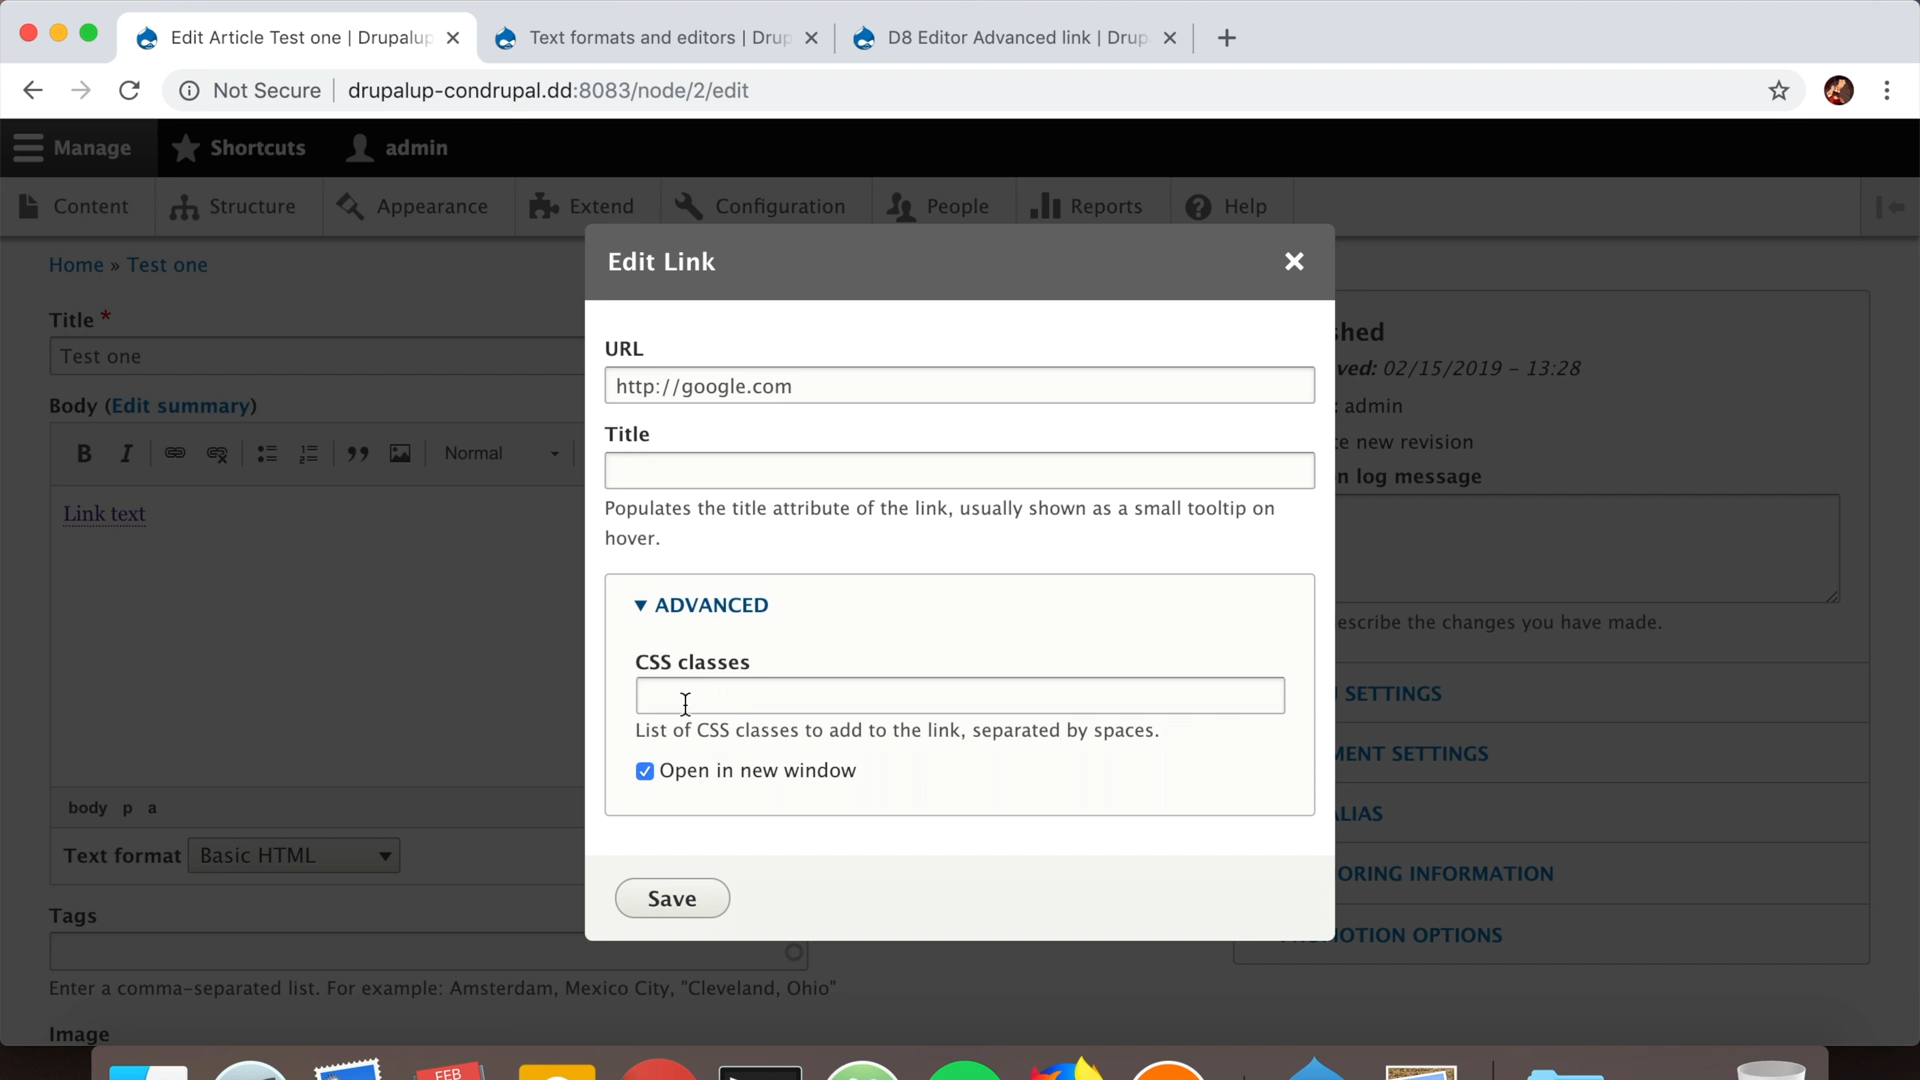 Edit Article Test one | Drupalup
Text formats and editors | Drup
D8 Editor Advanced link | Drup
Not Secure
drupalup-condrupal.dd:8083/node/2/edit
Manage
Shortcuts
admin
Content
Structure
Appearance
Extend
Configuration
People
Reports
Help
Edit Link
Home » Test one
Title *
Test one
Body (Edit summary)
Normal
Link text
body p a
Text format
Basic HTML
Tags
Enter a comma-separated list. For example: Amsterdam, Mexico City, "Cleveland, Ohio"
Image
URL
http://google.com
Title
Populates the title attribute of the link, usually shown as a small tooltip on
hover.
ADVANCED
CSS classes
List of CSS classes to add to the link, separated by spaces.
Open in new window
Save
shed
ved: 02/15/2019 – 13:28
: admin
te new revision
n log message
escribe the changes you have made.
SETTINGS
MENT SETTINGS
ALIAS
ORING INFORMATION
OTION OPTIONS
FEB